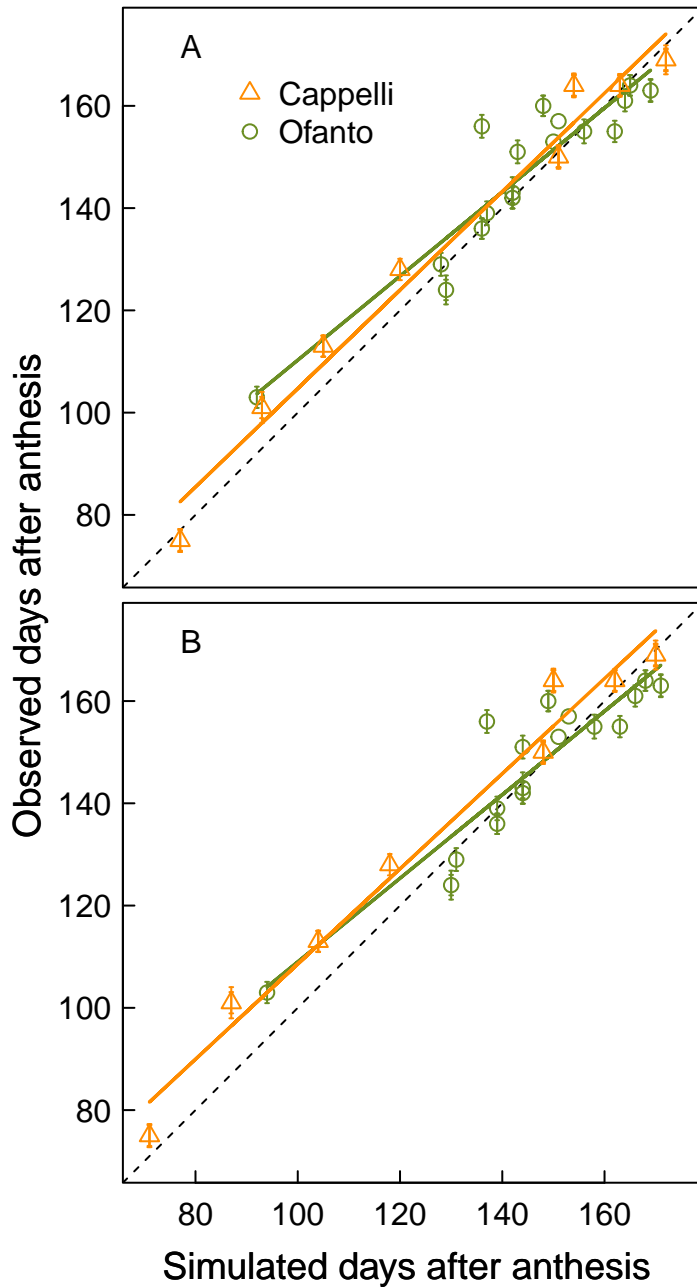 A
Cappelli
Ofanto
160
140
120
100
80
B
160
140
120
100
80
80 100 120 140 160
Observed days after anthesis
Simulated days after anthesis